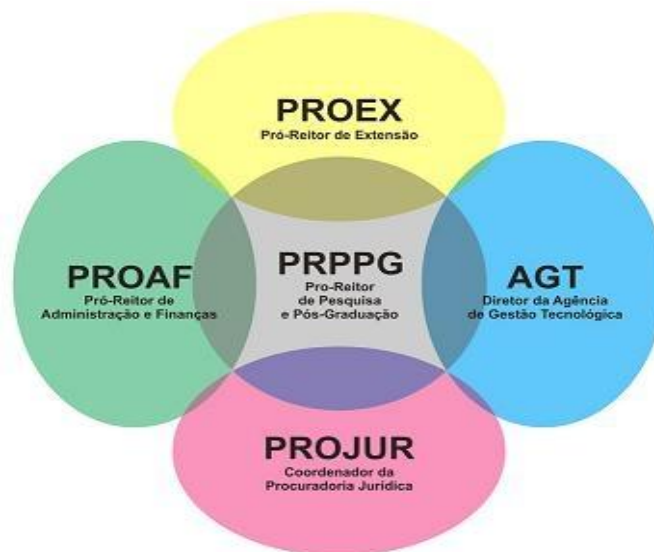 PROEX
Pró-Reitor de Extensão
PROAF
Pró-Reitor de
Administração e Finanças
PRPPG
Pro-Reitor
de Pesquisa
e Pós-Graduação
AGT
Diretor da Agência
de Gestão Tecnológica
PROJUR
Coordenador da
Procuradoria Jurídica